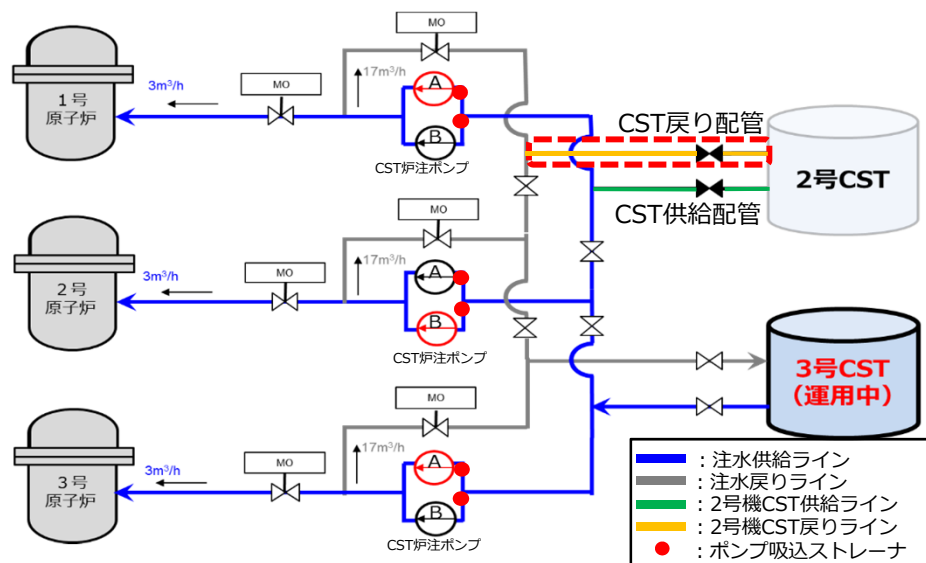 MO
17m³/h
A
B
CST炉注ポンプ
3m³/h
MO
1号
原子炉
CST戻り配管
2号CST
CST供給配管
MO
17m³/h
A
B
CST炉注ポンプ
3m³/h
MO
2号
原子炉
3号CST
(運用中)
MO
17m³/h
A
B
CST炉注ポンプ
3m³/h
MO
3号
原子炉
:注水供給ライン
:注水戻りライン
:2号機CST供給ライン
:2号機CST戻りライン
:ポンプ吸込ストレーナ